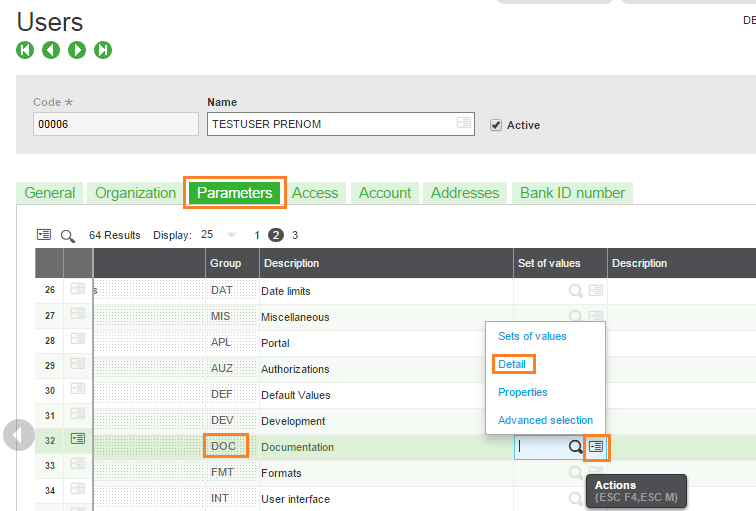 Users
DE
Code *
Name
00006
TESTUSER PRENOM
Active
General Organization Parameters Access Account Addresses Bank ID number
64 Results Display: 25 1 2 3
Group Description Set of values Description
26 s DAT Date limits
27 MIS Miscellaneous
28 APL Portal
29 AUZ Authorizations
30 DEF Default Values
31 DEV Development
32 DOC Documentation
33 FMT Formats
34 INT User interface
Sets of values
Detail
Properties
Advanced selection
Actions
(ESC F4,ESC M)